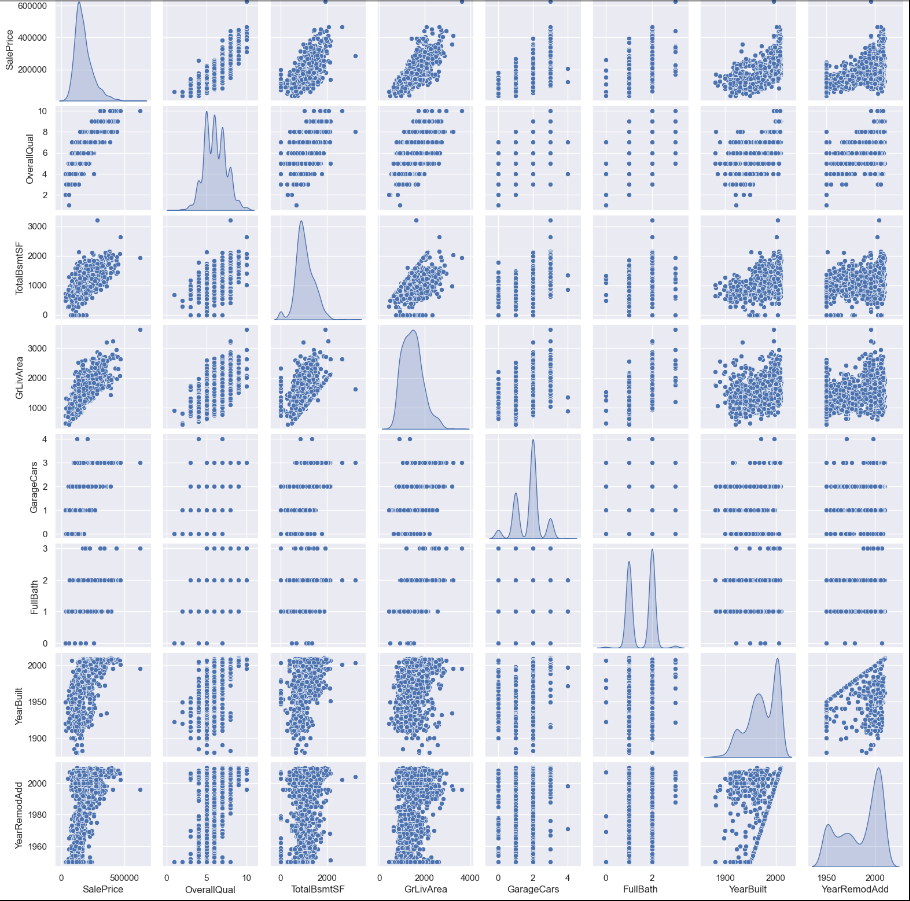 SalePrice
600000
400000
200000
OverallQual
10
8
6
4
2
TotalBsmtSF
3000
2000
1000
0
GrLivArea
3000
2000
1000
GarageCars
4
3
2
1
0
FullBath
3
2
1
0
YearBuilt
2000
1950
1900
YearRemodAdd
2000
1980
1960
0 500000
0 5 10
0 2000
0 2000 4000
0 2 4
0 2
1900 2000
1950 2000
SalePrice OverallQual TotalBsmtSF GrLivArea GarageCars FullBath YearBuilt YearRemodAdd